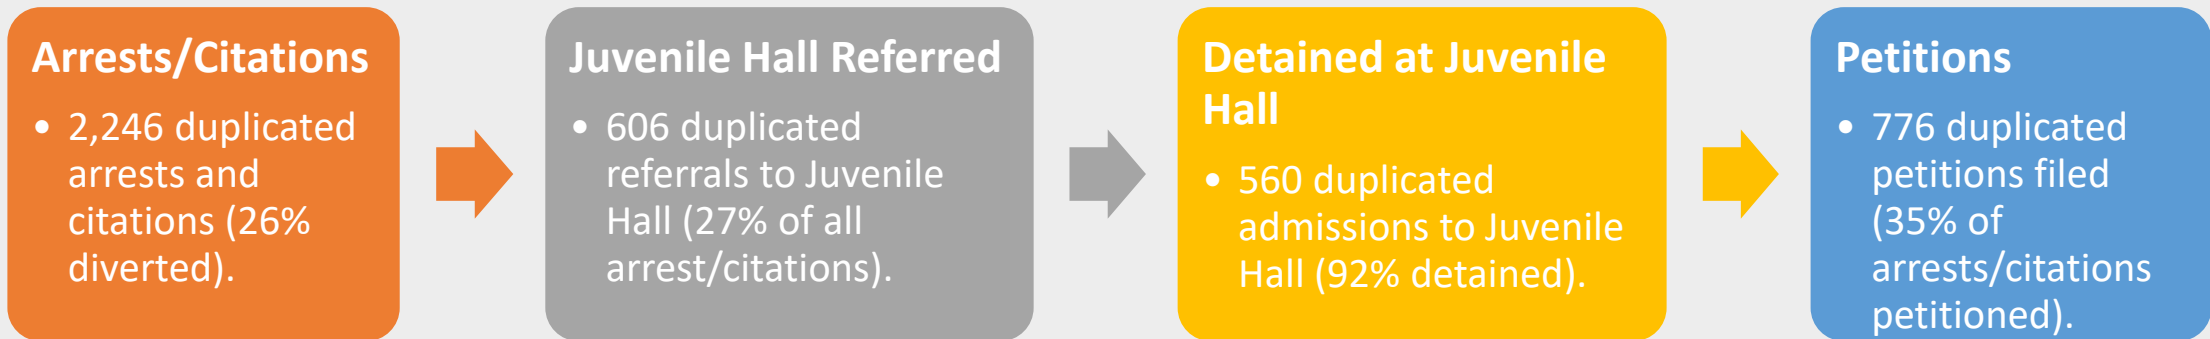 Arrests/Citations
• 2,246 duplicated
arrests and
citations (26%
diverted).
Juvenile Hall Referred
• 606 duplicated
referrals to Juvenile
Hall (27% of all
arrest/citations).
Detained at Juvenile
Hall
• 560 duplicated
admissions to Juvenile
Hall (92% detained).
Petitions
• 776 duplicated
petitions filed
(35% of
arrests/citations
petitioned).